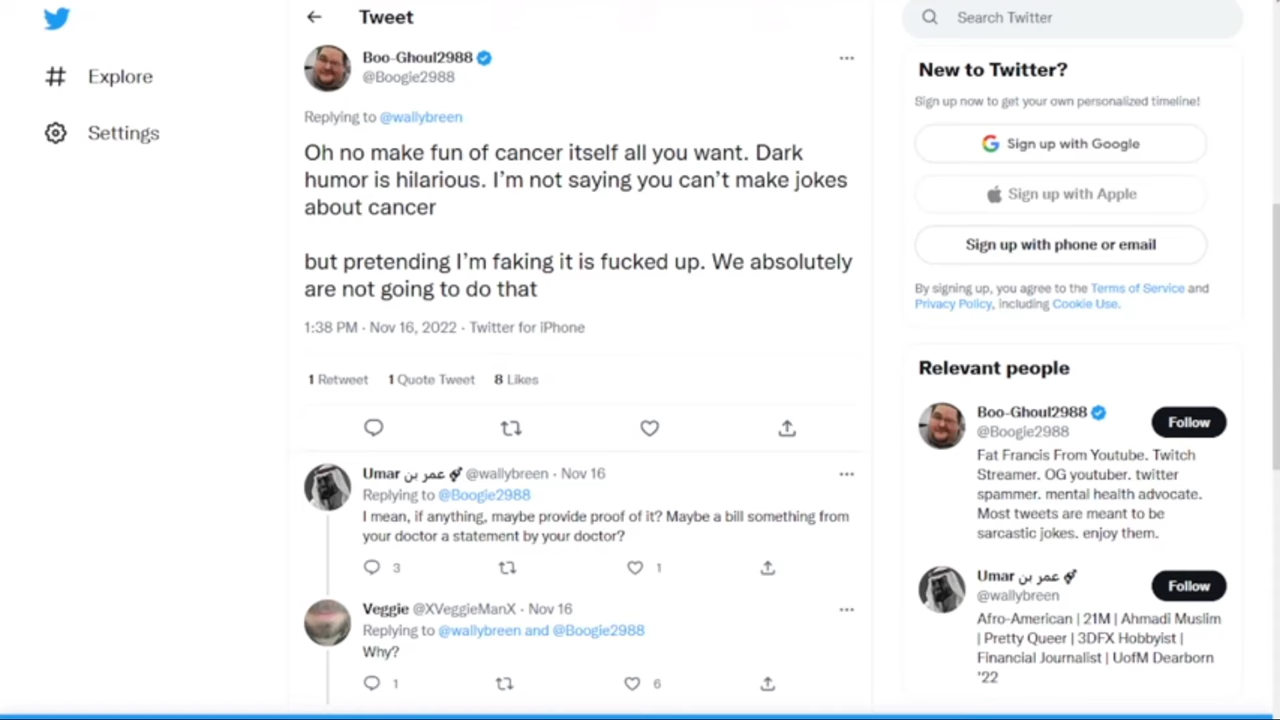 Tweet
Search Twitter
Explore
Settings
Boo-Ghoul2988
@Boogie2988
Replying to @wallybreen
Oh no make fun of cancer itself all you want. Dark
humor is hilarious. I’m not saying you can’t make jokes
about cancer
but pretending I’m faking it is fucked up. We absolutely
are not going to do that
1:38 PM · Nov 16, 2022 · Twitter for iPhone
1 Retweet 1 Quote Tweet 8 Likes
Umar عمر بن @wallybreen · Nov 16
Replying to @Boogie2988
I mean, if anything, maybe provide proof of it? Maybe a bill something from
your doctor a statement by your doctor?
3 1
Veggie @XVeggieManX · Nov 16
Replying to @wallybreen and @Boogie2988
Why?
1 6
New to Twitter?
Sign up now to get your own personalized timeline!
Sign up with Google
Sign up with Apple
Sign up with phone or email
By signing up, you agree to the Terms of Service and
Privacy Policy, including Cookie Use.
Relevant people
Boo-Ghoul2988
@Boogie2988
Follow
Fat Francis From Youtube. Twitch
Streamer. OG youtuber. twitter
spammer. mental health advocate.
Most tweets are meant to be
sarcastic jokes. enjoy them.
Umar عمر بن
@wallybreen
Follow
Afro-American | 21M | Ahmadi Muslim
| Pretty Queer | 3DFX Hobbyist |
Financial Journalist | UofM Dearborn
'22